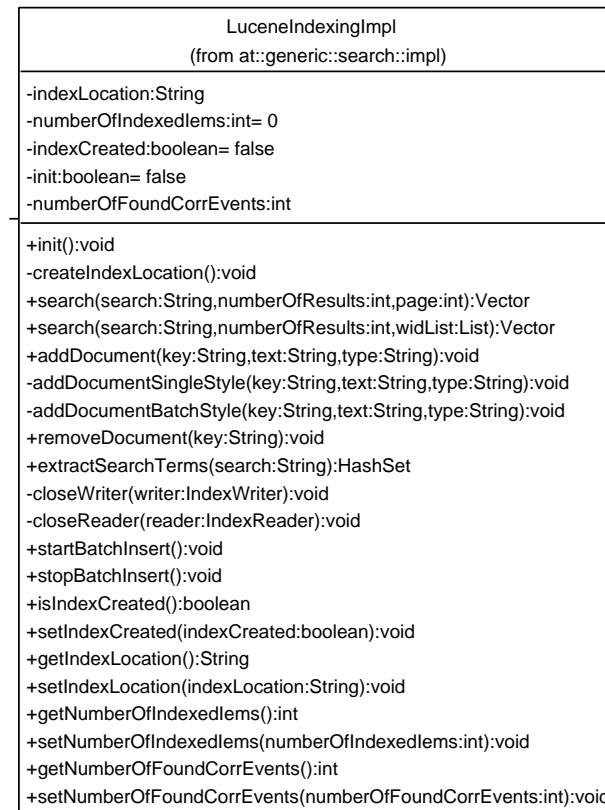 LuceneIndexingImpl
(from at::generic::search::impl)
-indexLocation:String
-numberOfIndexedIems:int= 0
-indexCreated:boolean= false
-init:boolean= false
-numberOfFoundCorrEvents:int
+init():void
-createIndexLocation():void
+search(search:String,numberOfResults:int,page:int):Vector
+search(search:String,numberOfResults:int,widList:List):Vector
+addDocument(key:String,text:String,type:String):void
-addDocumentSingleStyle(key:String,text:String,type:String):void
-addDocumentBatchStyle(key:String,text:String,type:String):void
+removeDocument(key:String):void
+extractSearchTerms(search:String):HashSet
-closeWriter(writer:IndexWriter):void
-closeReader(reader:IndexReader):void
+startBatchInsert():void
+stopBatchInsert():void
+isIndexCreated():boolean
+setIndexCreated(indexCreated:boolean):void
+getIndexLocation():String
+setIndexLocation(indexLocation:String):void
+getNumberOfIndexedIems():int
+setNumberOfIndexedIems(numberOfIndexedIems:int):void
+getNumberOfFoundCorrEvents():int
+setNumberOfFoundCorrEvents(numberOfFoundCorrEvents:int):void